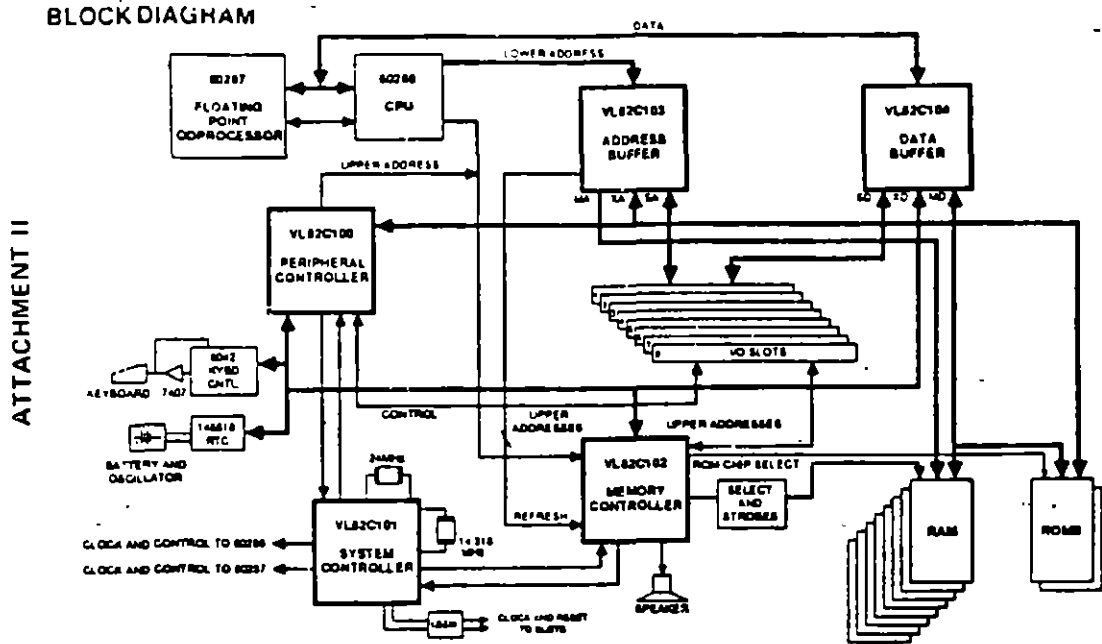 BLOCK DIAGRAM
ATTACHMENT II
DATA
LOWER ADDRESS
80287
FLOATING
POINT
COPROCESSOR
80286
CPU
VL82C103
ADDRESS
BUFFER
VL82C104
DATA
BUFFER
UPPER ADDRESS
MA XA SA
SD XD MD
VL82C100
PERIPHERAL
CONTROLLER
I/O SLOTS
8042
KYBD
CNTL
KEYBOARD 7407
CONTROL
UPPER
ADDRESSES
UPPER ADDRESSES
146818
RTC
BATTERY AND
OSCILLATOR
24MHz
VL82C102
MEMORY
CONTROLLER
ROM CHIP SELECT
SELECT
AND
STROBES
RAM
ROMS
VL82C101
SYSTEM
CONTROLLER
REFRESH
14.318
MHz
CLOCK AND CONTROL TO 80286
CLOCK AND CONTROL TO 80287
SPEAKER
CLOCK AND RESET
TO SLOTS